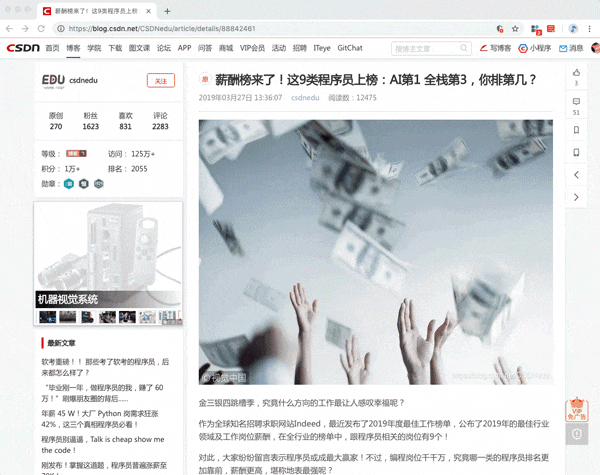 薪酬榜来了！这9类程序员上榜
https://blog.csdn.net/CSDNedu/article/details/88842461
CSDN 首页 博客 学院 下载 图文课 论坛 APP 问答 商城 VIP会员 活动 招聘 ITeye GitChat 搜博主文章 写博客 小程序 消息
EDU csdnedu 关注
原创 粉丝 喜欢 评论
270 1623 831 2283
等级： 访问： 125万+
积分： 1万+ 排名： 2055
勋章：
机器视觉系统
最新文章
软考重磅！！ 那些考了软考的程序员，后
来都怎么样了？
“毕业刚一年，做程序员的我，赚了 60
万！”刚爆朋友圈的背后......
年薪 45 W！大厂 Python 岗需求狂涨
42%，这三个真相程序员必看！
程序员别逼逼，Talk is cheap show me
the code！
刚发布！掌握这道题，程序员普遍涨薪至
原 薪酬榜来了！这9类程序员上榜：AI第1 全栈第3，你排第几？
2019年03月27日 13:36:07 csdnedu 阅读数：12475
视觉中国
金三银四跳槽季，究竟什么方向的工作最让人感叹幸福呢？
作为全球知名招聘求职网站Indeed，最近发布了2019年度最佳工作榜单，公布了2019年的最佳行业
领域及工作岗位薪酬，在全行业的榜单中，跟程序员相关的岗位有9个！
对此，大家纷纷留言表示程序员或成最大赢家！不过，编程岗位千千万，究竟哪一类的程序员排名更
加靠前，薪酬更高，堪称地表最强呢？
3
51
VIP
免广告